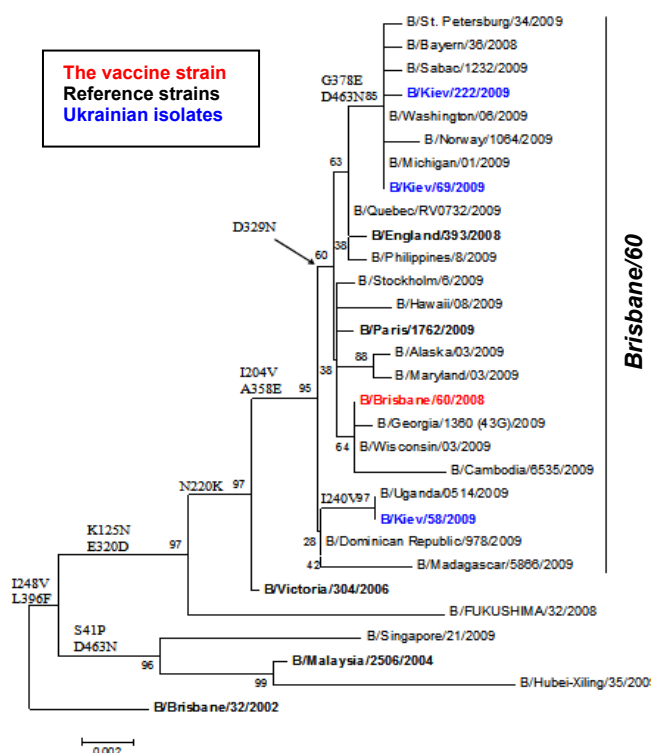 The vaccine strain
Reference strains
Ukrainian isolates
B/St. Petersburg/34/2009
B/Bayern/36/2008
B/Sabac/1232/2009
G378E
D463N
85
B/Kiev/222/2009
B/Washington/06/2009
B/Norway/1064/2009
63
B/Michigan/01/2009
B/Kiev/69/2009
B/Quebec/RV0732/2009
D329N
B/England/393/2008
38
60
B/Philippines/8/2009
B/Stockholm/6/2009
B/Hawaii/08/2009
B/Paris/1762/2009
B/Alaska/03/2009
88
38
I204V
A358E
95
B/Maryland/03/2009
B/Brisbane/60/2008
B/Georgia/1360 (43G)/2009
B/Wisconsin/03/2009
64
B/Cambodia/6535/2009
N220K
97
I240V
97
B/Uganda/0514/2009
B/Kiev/58/2009
K125N
E320D
97
28
B/Dominican Republic/978/2009
42
B/Madagascar/5866/2009
I248V
L396F
B/Victoria/304/2006
B/FUKUSHIMA/32/2008
S41P
D463N
96
B/Singapore/21/2009
B/Malaysia/2506/2004
99
B/Hubei-Xiling/35/2009
B/Brisbane/32/2002
0.002
Brisbane/60